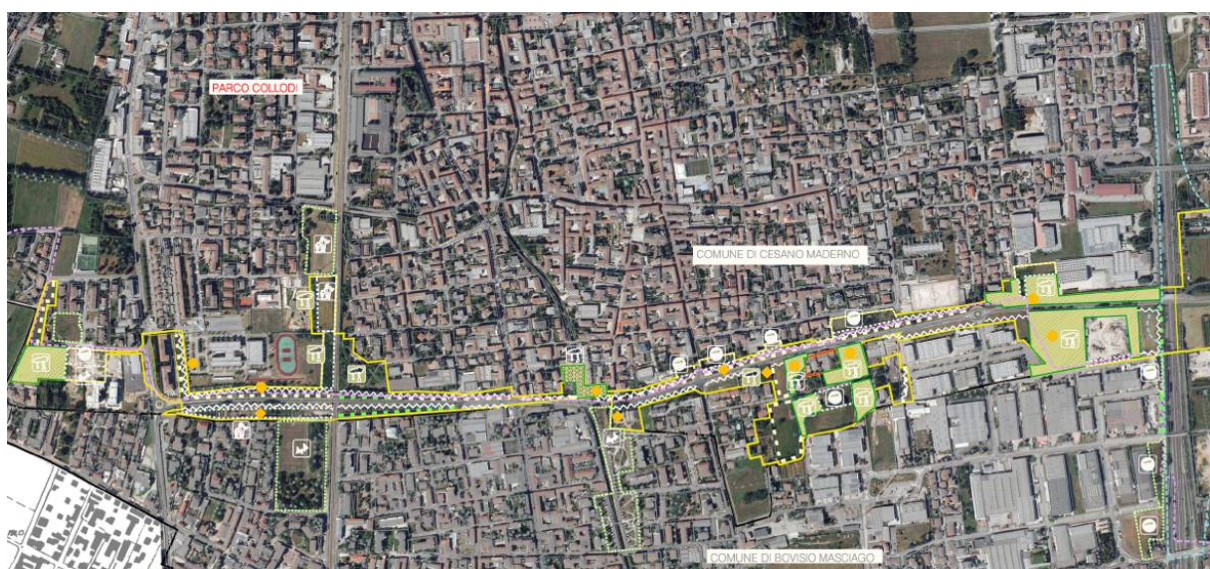 PARCO COLLODI
COMUNE DI CESANO MADERNO
COMUNE DI BOVISIO MASCIAGO